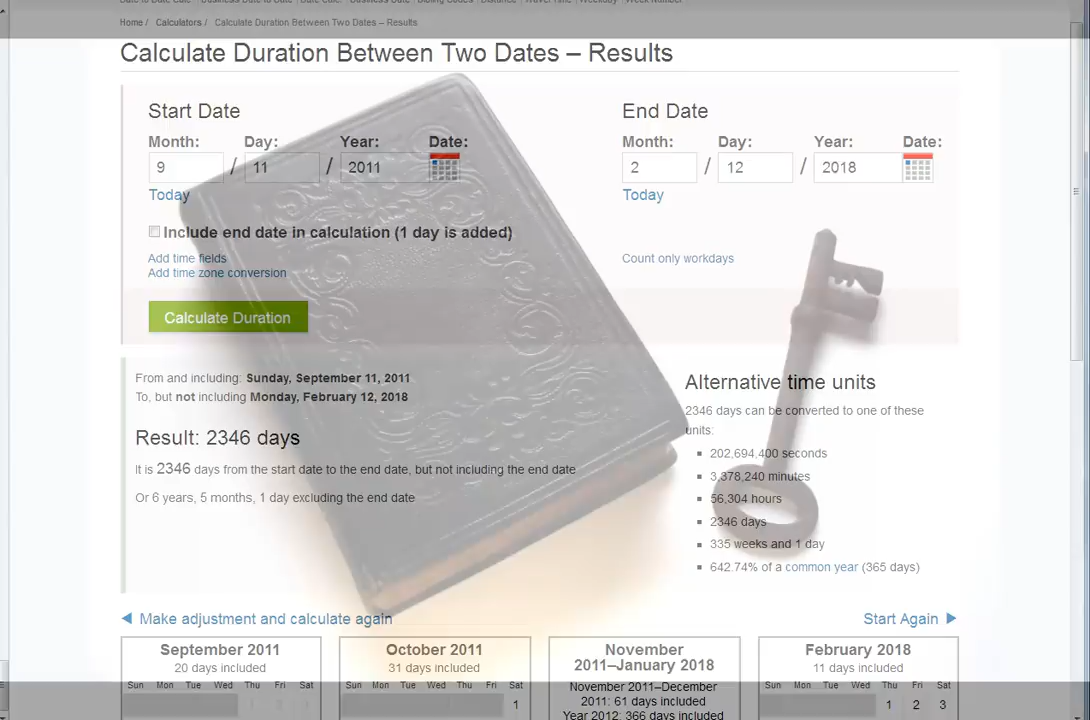 Home / Calculators / Calculate Duration Between Two Dates – Results
Calculate Duration Between Two Dates – Results
Start Date
Month: Day: Year: Date:
9 / 11 / 2011
Today
Include end date in calculation (1 day is added)
Add time fields
Add time zone conversion
End Date
Month: Day: Year: Date:
2 / 12 / 2018
Today
Count only workdays
Calculate Duration
From and including: Sunday, September 11, 2011
To, but not including Monday, February 12, 2018
Result: 2346 days
It is 2346 days from the start date to the end date, but not including the end date
Or 6 years, 5 months, 1 day excluding the end date
Alternative time units
2346 days can be converted to one of these
units:
202,694,400 seconds
3,378,240 minutes
56,304 hours
2346 days
335 weeks and 1 day
642.74% of a common year (365 days)
Make adjustment and calculate again
Start Again
September 2011
20 days included
Sun Mon Tue Wed Thu Fri Sat
1 2 3
October 2011
31 days included
Sun Mon Tue Wed Thu Fri Sat
1
November
2011–January 2018
November 2011–December
2011: 61 days included
Year 2012: 366 days included
February 2018
11 days included
Sun Mon Tue Wed Thu Fri Sat
1 2 3